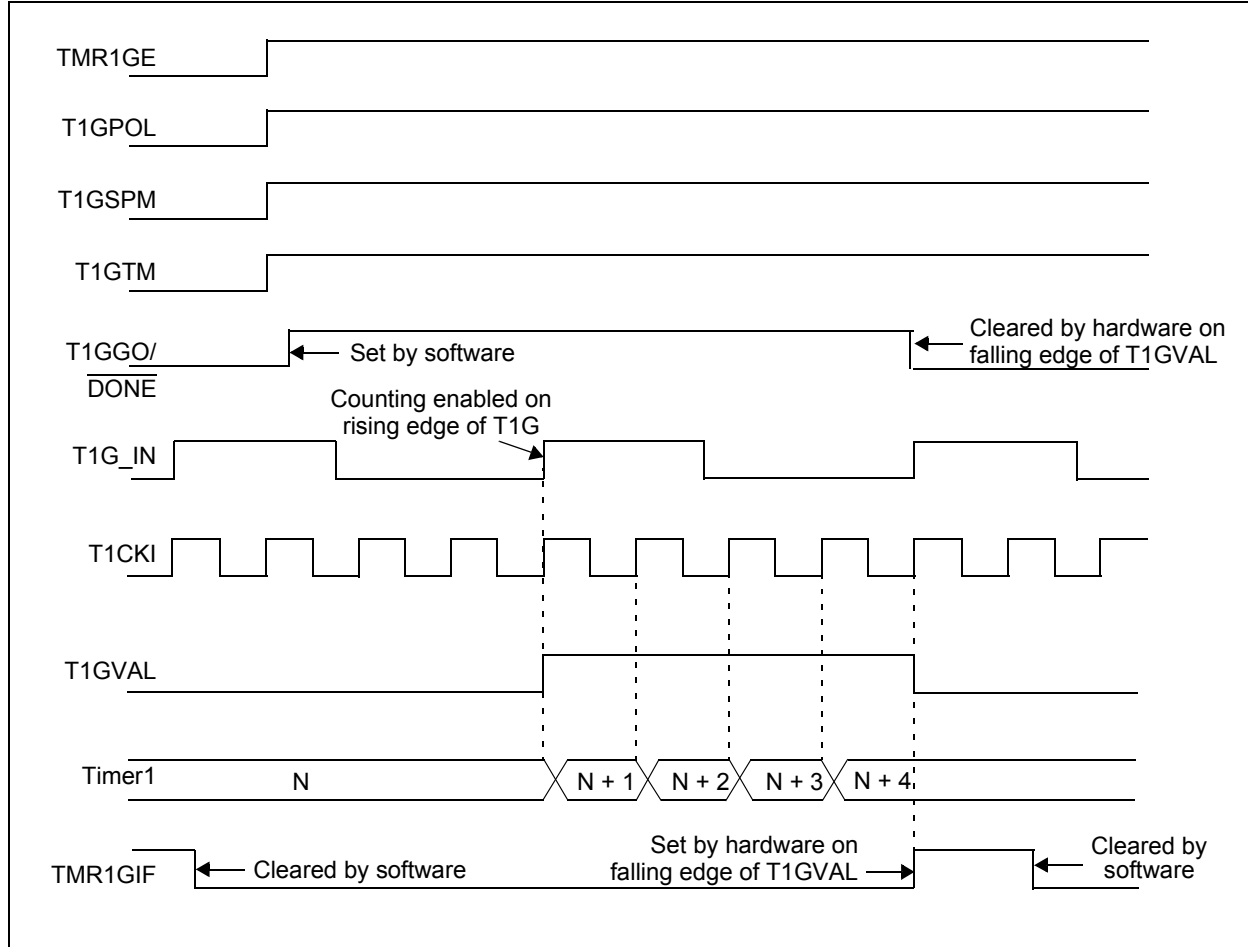 TMR1GE
T1GPOL
T1GSPM
T1GTM
T1GGO/
DONE
Set by software
Cleared by hardware on
falling edge of T1GVAL
Counting enabled on
rising edge of T1G
T1G_IN
T1CKI
T1GVAL
Timer1
N
N + 1
N + 2
N + 3
N + 4
TMR1GIF
Cleared by software
Set by hardware on
falling edge of T1GVAL
Cleared by
software